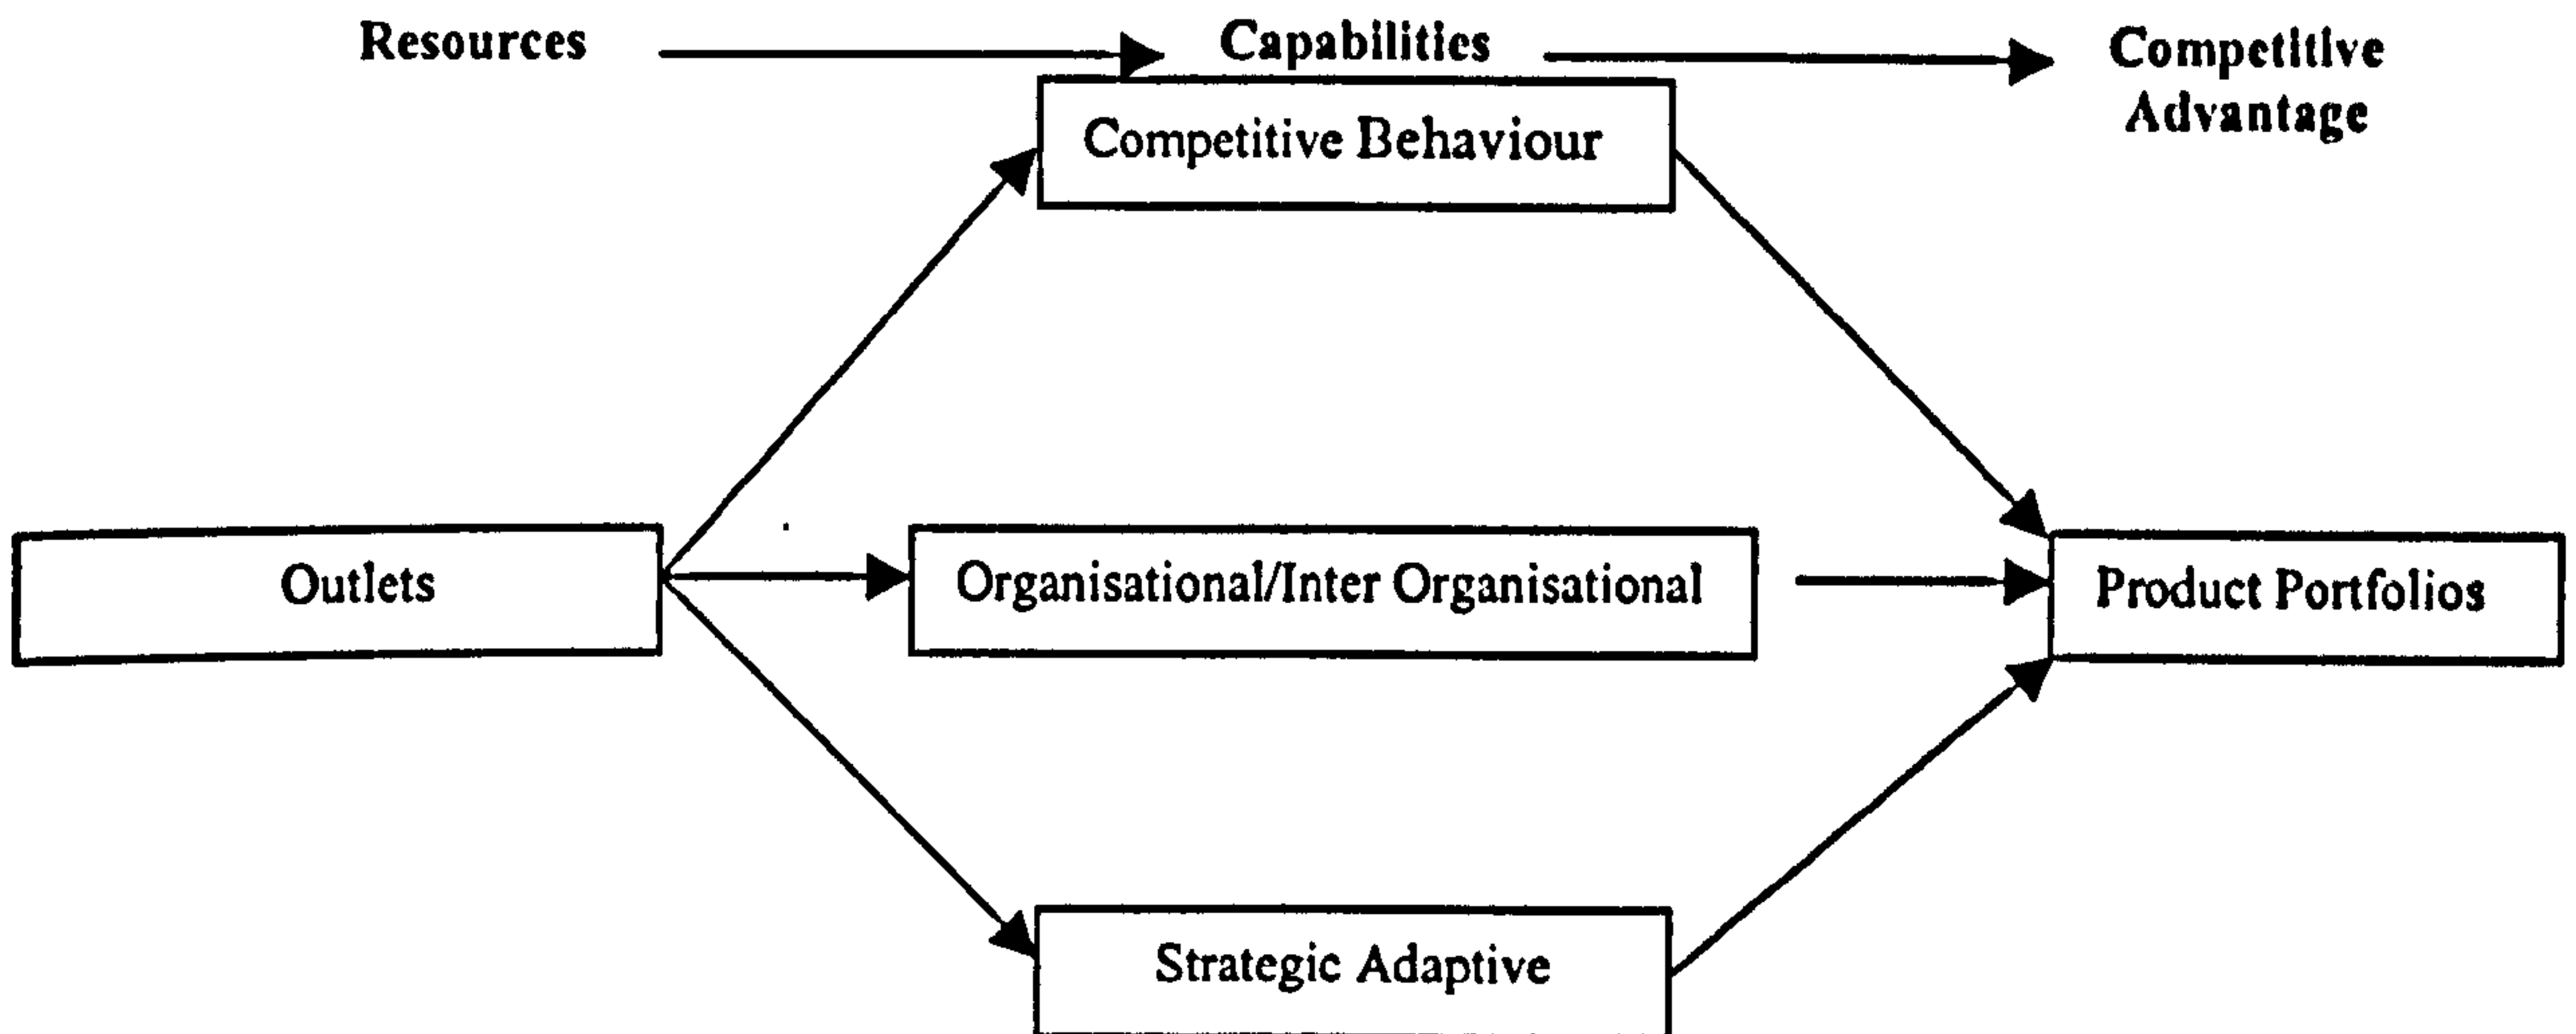 Resources
Capabilities
Competitive
Advantage
Competitive Behaviour
Outlets
Organisational/Inter Organisational
Product Portfolios
Strategic Adaptive